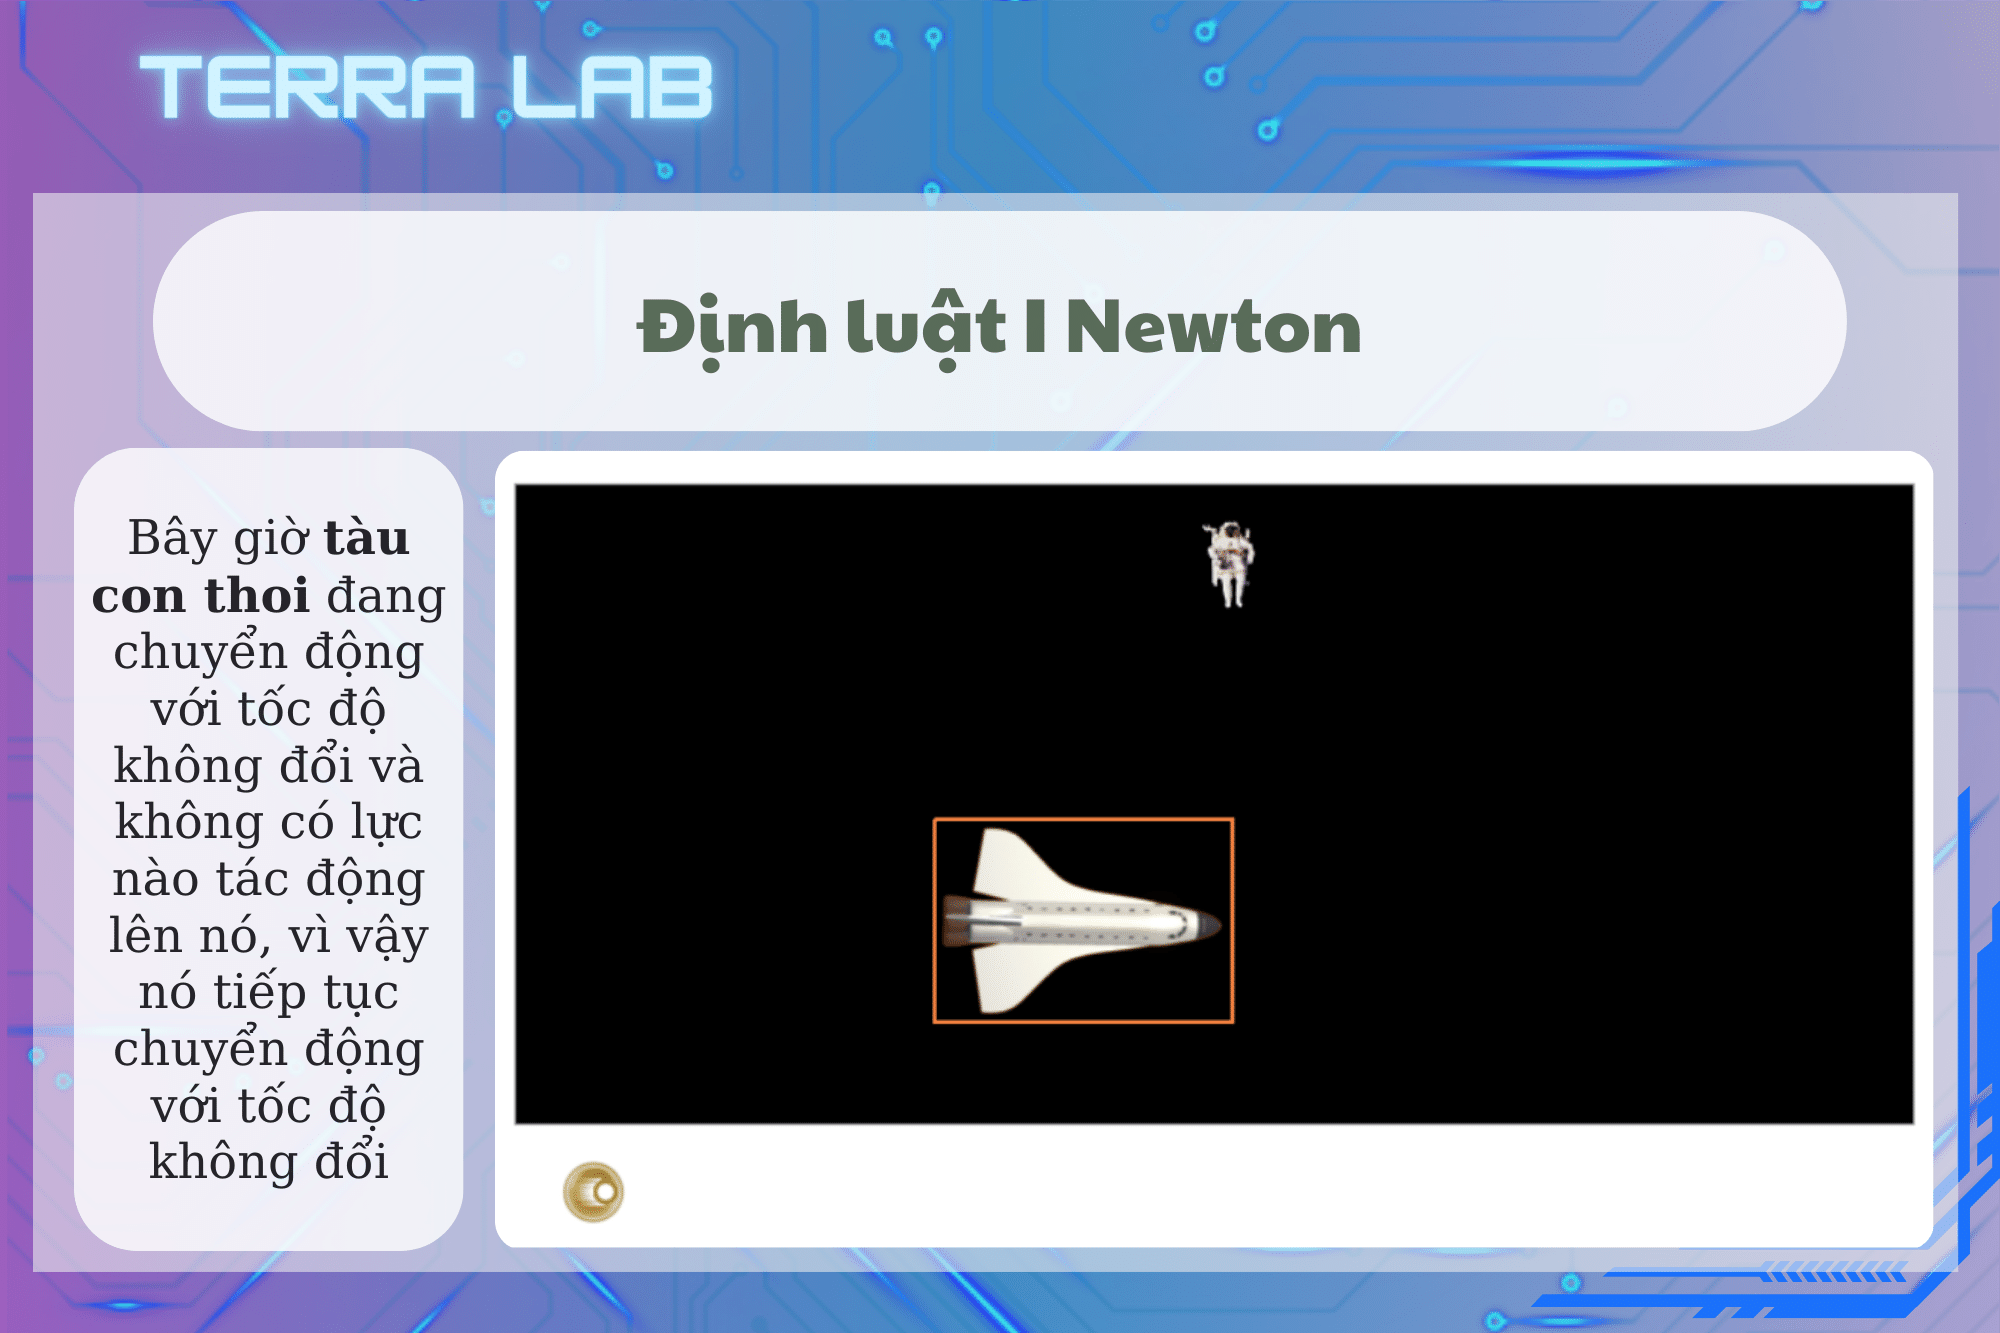 TERRA LAB
Định luật I Newton
Bây giờ tàu
con thoi đang
chuyển động
với tốc độ
không đổi và
không có lực
nào tác động
lên nó, vì vậy
nó tiếp tục
chuyển động
với tốc độ
không đổi